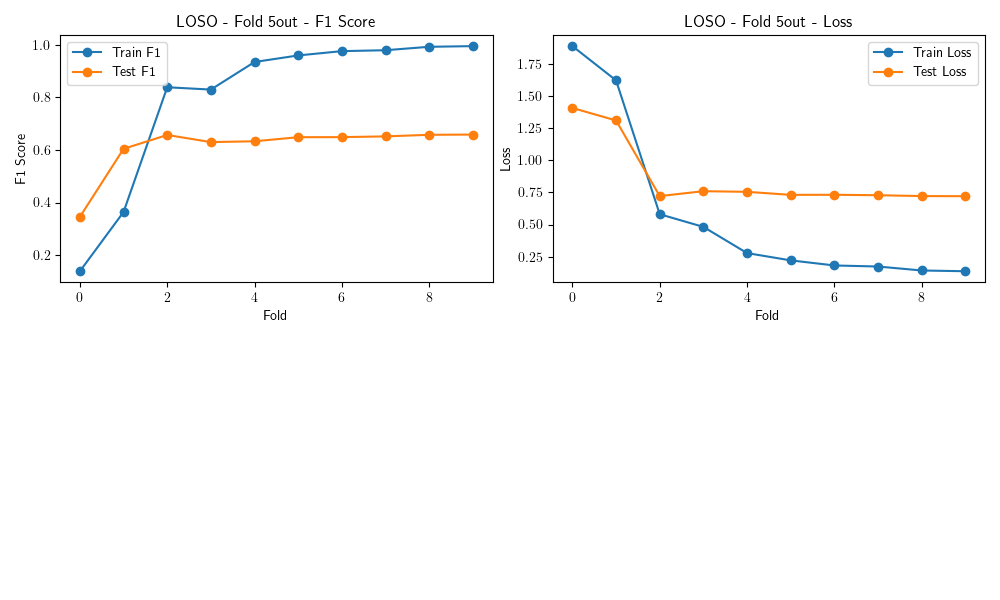 LOSO - Fold 5out - F1 Score
Train F1
Test F1
F1 Score
1.0
0.8
0.6
0.4
0.2
0 2 4 6 8
Fold
LOSO - Fold 5out - Loss
Train Loss
Test Loss
Loss
1.75
1.50
1.25
1.00
0.75
0.50
0.25
0 2 4 6 8
Fold